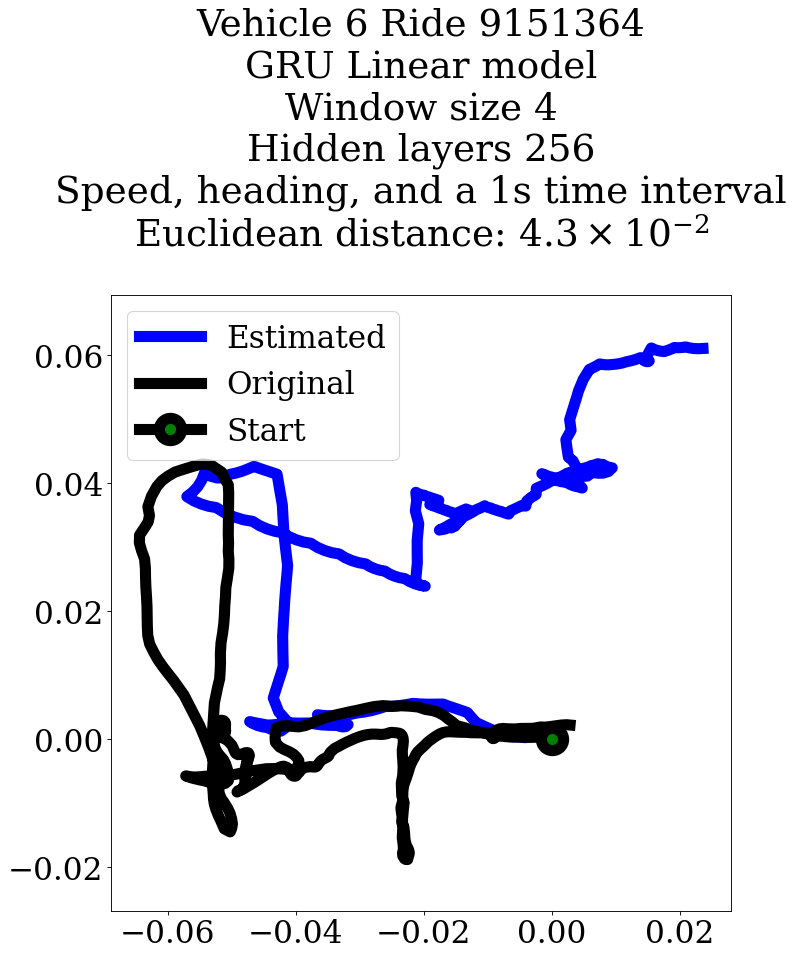 Vehicle 6 Ride 9151364
GRU Linear model
Window size 4
Hidden layers 256
Speed, heading, and a 1s time interval
Euclidean distance: 4.3 × 10⁻²
Estimated
Original
Start
0.06
0.04
0.02
0.00
−0.02
−0.06 −0.04 −0.02 0.00 0.02